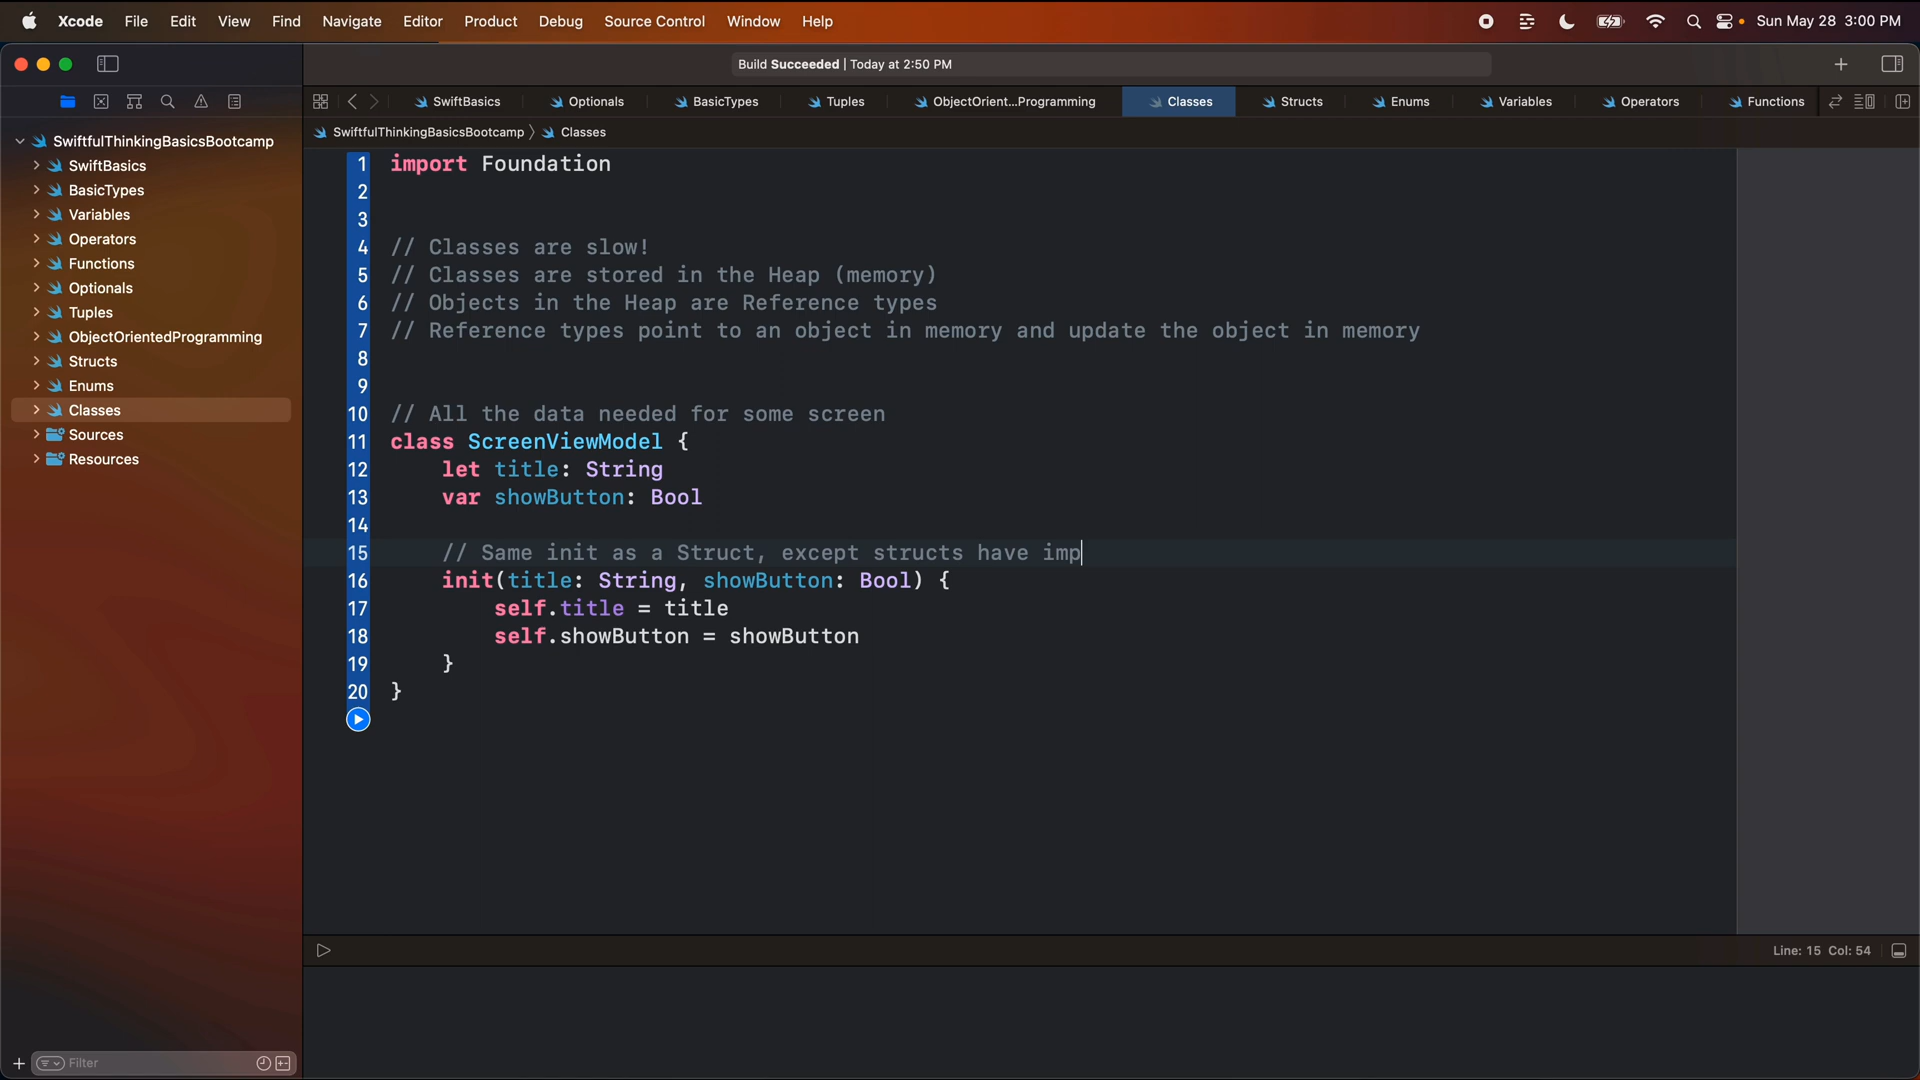 Xcode File Edit View Find Navigate Editor Product Debug Source Control Window Help Sun May 28 3:00 PM
Build Succeeded | Today at 2:50 PM
SwiftBasics Optionals BasicTypes Tuples ObjectOrient...Programming Classes Structs Enums Variables Operators Functions
SwiftfulThinkingBasicsBootcamp 〉 Classes
SwiftfulThinkingBasicsBootcamp
SwiftBasics
BasicTypes
Variables
Operators
Functions
Optionals
Tuples
ObjectOrientedProgramming
Structs
Enums
Classes
Sources
Resources
1 import Foundation
2
3
4 // Classes are slow!
5 // Classes are stored in the Heap (memory)
6 // Objects in the Heap are Reference types
7 // Reference types point to an object in memory and update the object in memory
8
9
10 // All the data needed for some screen
11 class ScreenViewModel {
12 let title: String
13 var showButton: Bool
14
15 // Same init as a Struct, except structs have imp
16 init(title: String, showButton: Bool) {
17 self.title = title
18 self.showButton = showButton
19 }
20 }
Line: 15 Col: 54
Filter